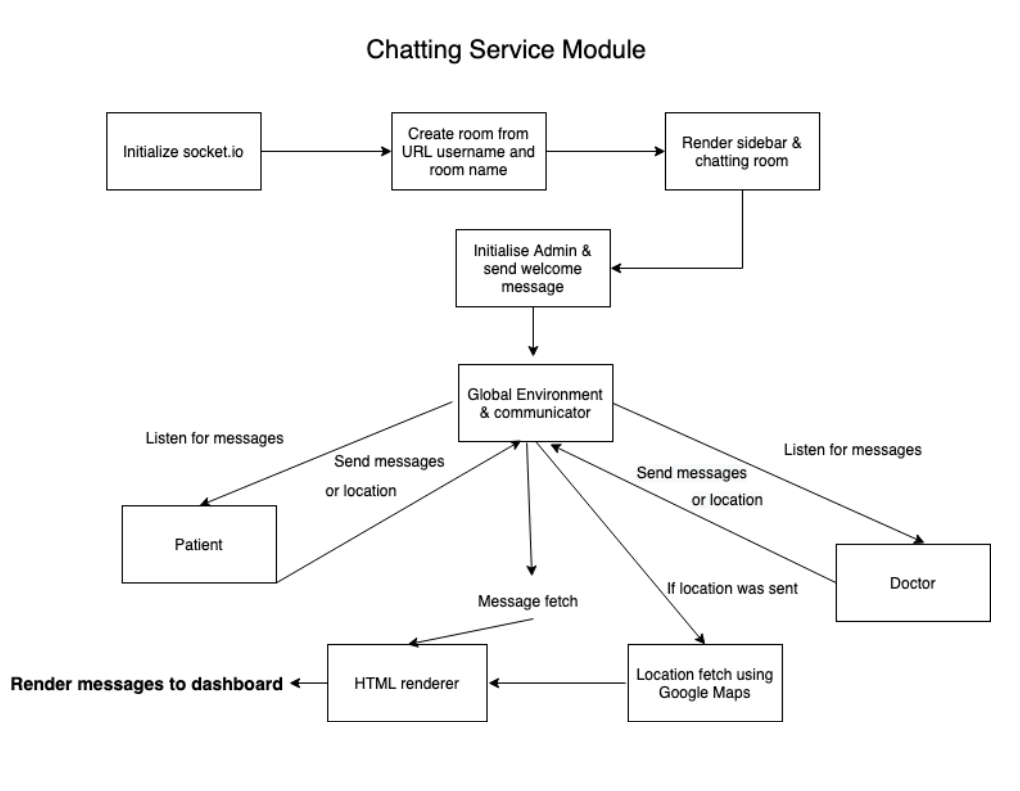 Chatting Service Module
Initialize socket.io
Create room from
URL username and
room name
Render sidebar &
chatting room
Initialise Admin &
send welcome
message
Global Environment
& communicator
Listen for messages
Send messages
or location
Send messages
or location
Listen for messages
Patient
Doctor
If location was sent
Message fetch
Render messages to dashboard
HTML renderer
Location fetch using
Google Maps